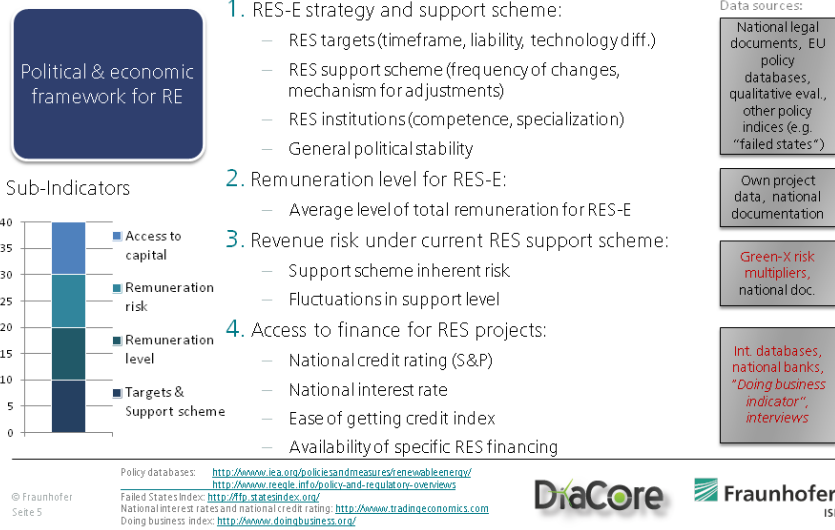 Political & economic
framework for RE
1. RES-E strategy and support scheme:
– RES targets (timeframe, liability, technology diff.)
– RES support scheme (frequency of changes,
mechanism for adjustments)
– RES institutions (competence, specialization)
– General political stability
2. Remuneration level for RES-E:
– Average level of total remuneration for RES-E
3. Revenue risk under current RES support scheme:
– Support scheme inherent risk
– Fluctuations in support level
4. Access to finance for RES projects:
– National credit rating (S&P)
– National interest rate
– Ease of getting credit index
– Availability of specific RES financing
Data sources:
National legal
documents, EU
policy
databases,
qualitative eval.,
other policy
indices (e.g.
“failed states”)
Own project
data, national
documentation
Green-X risk
multipliers,
national doc.
Int. databases,
national banks,
"Doing business
indicator",
interviews
Sub-Indicators
40
35
30
25
20
15
10
5
0
Access to
capital
Remuneration
risk
Remuneration
level
Targets &
Support scheme
© Fraunhofer
Seite 5
Policy databases: http://www.iea.org/policiesandmeasures/renewableenergy/
http://www.reegle.info/policy-and-regulatory-overviews
Failed States Index: http://ffp.statesindex.org/
National interest rates and national credit rating: http://www.tradingeconomics.com
Doing business index: http://www.doingbusiness.org/
DiaCore
Fraunhofer
ISI